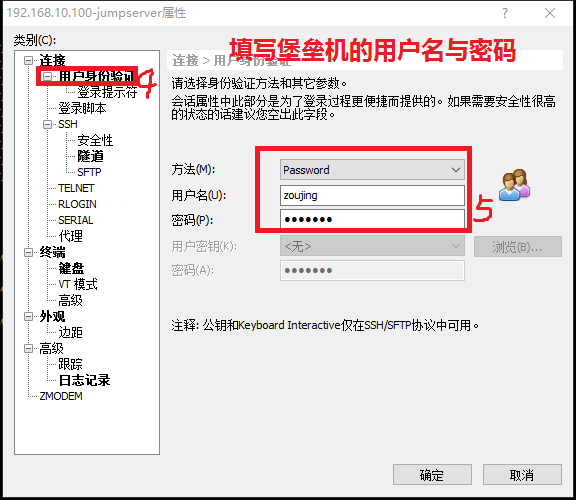 192.168.10.100-jumpserver属性
类别(C):
填写堡垒机的用户名与密码
连接
用户身份验证
4
登录提示符
登录脚本
SSH
安全性
隧道
SFTP
TELNET
RLOGIN
SERIAL
代理
终端
键盘
VT 模式
高级
外观
边距
高级
跟踪
日志记录
ZMODEM
连接 > 用户身份验证
请选择身份验证方法和其它参数。
会话属性中此部分是为了登录过程更便捷而提供的。如果需要安全性很高
的状态的话建议您空出此字段。
方法(M): Password
用户名(U): zoujing
密码(P): ●●●●●●●
5
用户密钥(K): <无> 浏览(B)...
密码(A): ●●●●●●●
注释: 公钥和Keyboard Interactive仅在SSH/SFTP协议中可用。
确定 取消